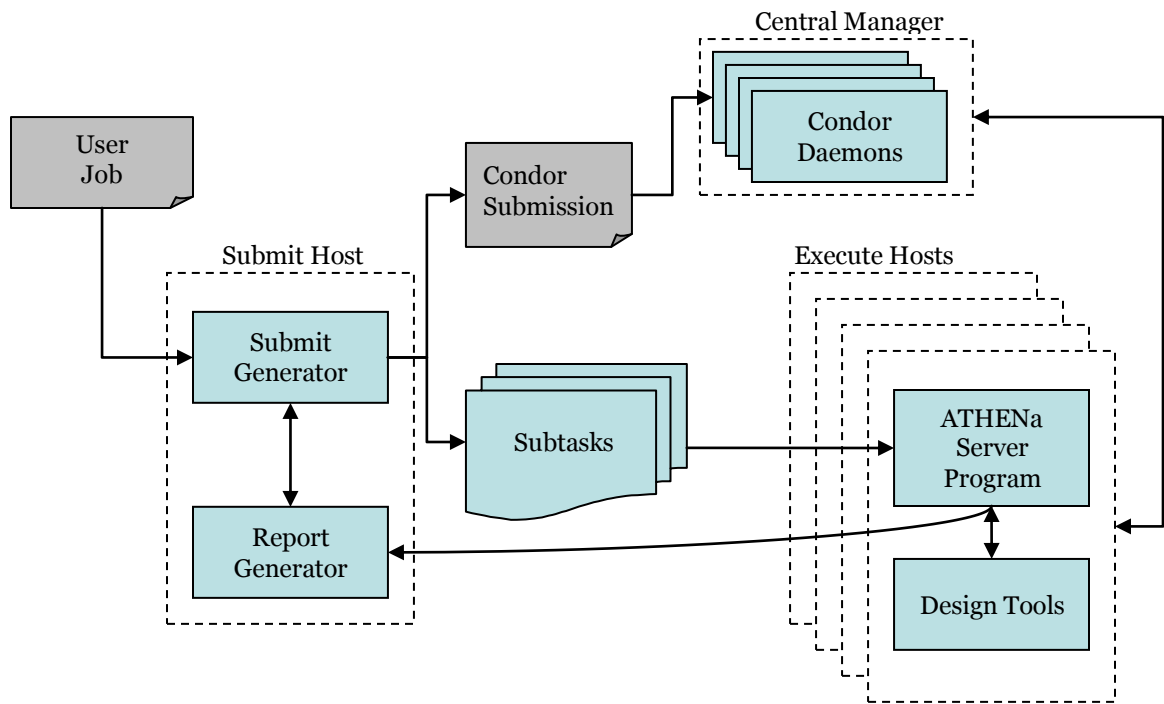 Central Manager
Condor
Daemons
User
Job
Condor
Submission
Submit Host
Execute Hosts
Submit
Generator
Subtasks
ATHENa
Server
Program
Report
Generator
Design Tools